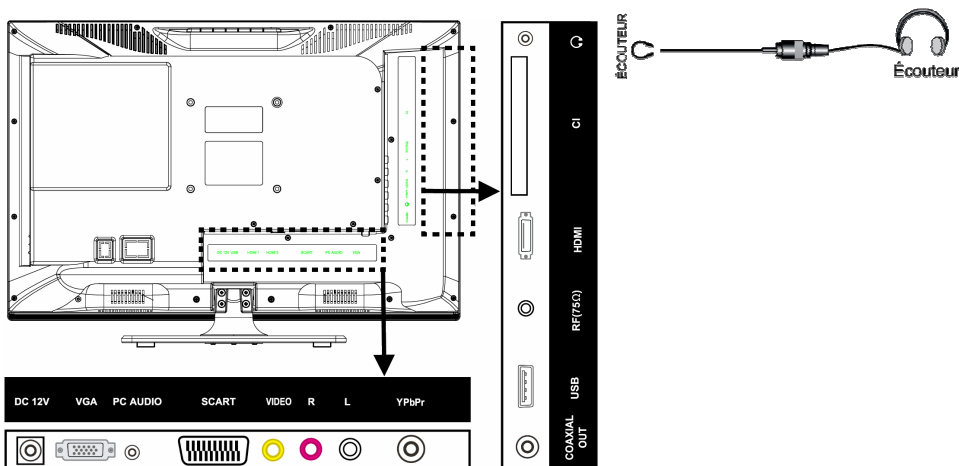 ÉCOUTEUR
Écouteur
CI
HDMI
RF(75Ω)
USB
COAXIAL
OUT
DC 12V VGA PC AUDIO SCART VIDEO R L YPbPr